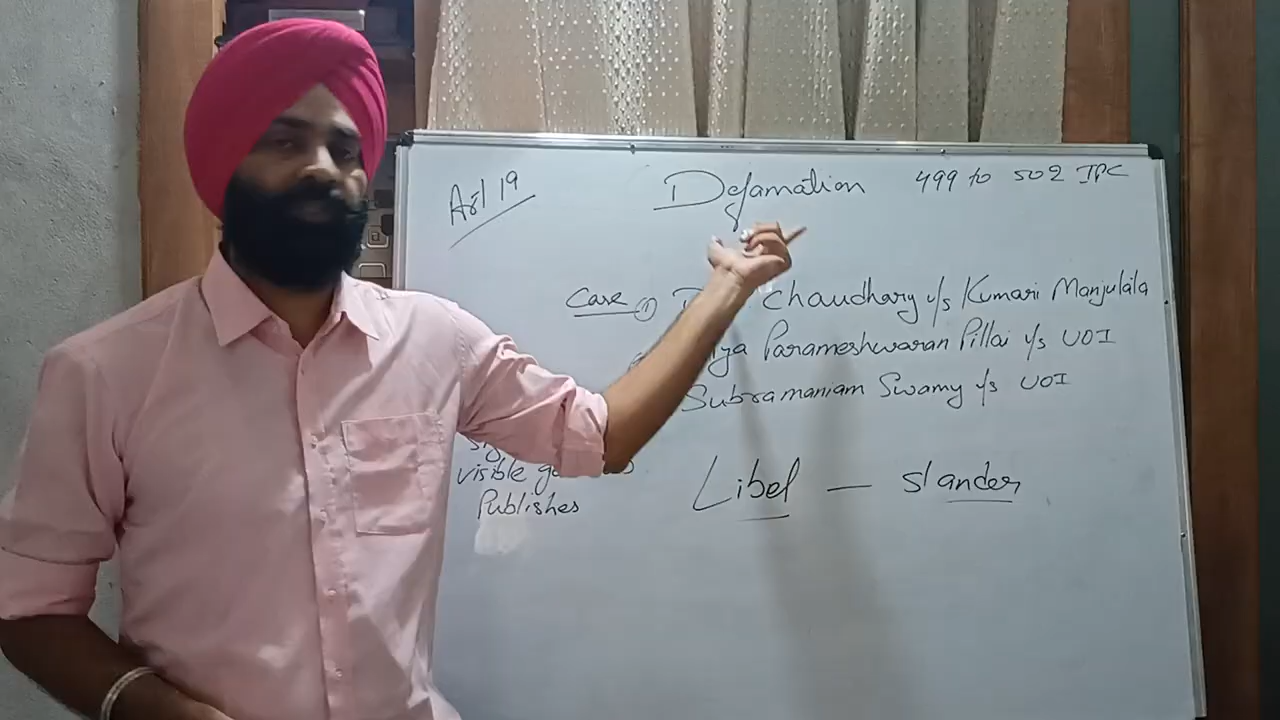 Art 19
Defamation 499 to 502 IPC
Case ① chaudhary v/s Kumari Manjulata
Parameshwaran Pillai v/s UOI
Subramaniam Swamy v/s UOI
visible
Publishes
Libel — slander